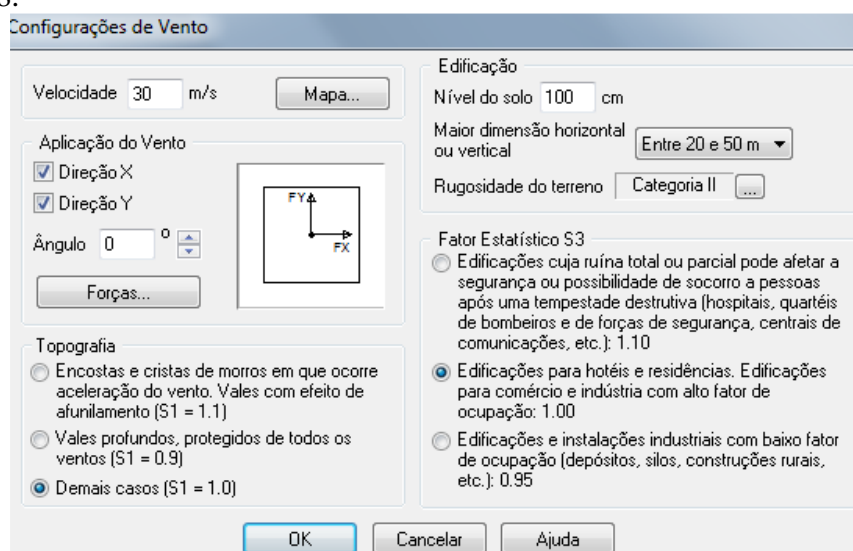 s.
Configurações de Vento
Velocidade 30 m/s Mapa...
Aplicação do Vento
Direção X
Direção Y
Ângulo 0 º
Forças...
FY
FX
Topografia
Encostas e cristas de morros em que ocorre
aceleração do vento. Vales com efeito de
afunilamento (S1 = 1.1)
Vales profundos, protegidos de todos os
ventos (S1 = 0.9)
Demais casos (S1 = 1.0)
Edificação
Nível do solo 100 cm
Maior dimensão horizontal
ou vertical Entre 20 e 50 m
Rugosidade do terreno Categoria II ...
Fator Estatístico S3
Edificações cuja ruína total ou parcial pode afetar a
segurança ou possibilidade de socorro a pessoas
após uma tempestade destrutiva (hospitais, quartéis
de bombeiros e de forças de segurança, centrais de
comunicações, etc.): 1.10
Edificações para hotéis e residências. Edificações
para comércio e indústria com alto fator de
ocupação: 1.00
Edificações e instalações industriais com baixo fator
de ocupação (depósitos, silos, construções rurais,
etc.): 0.95
OK Cancelar Ajuda